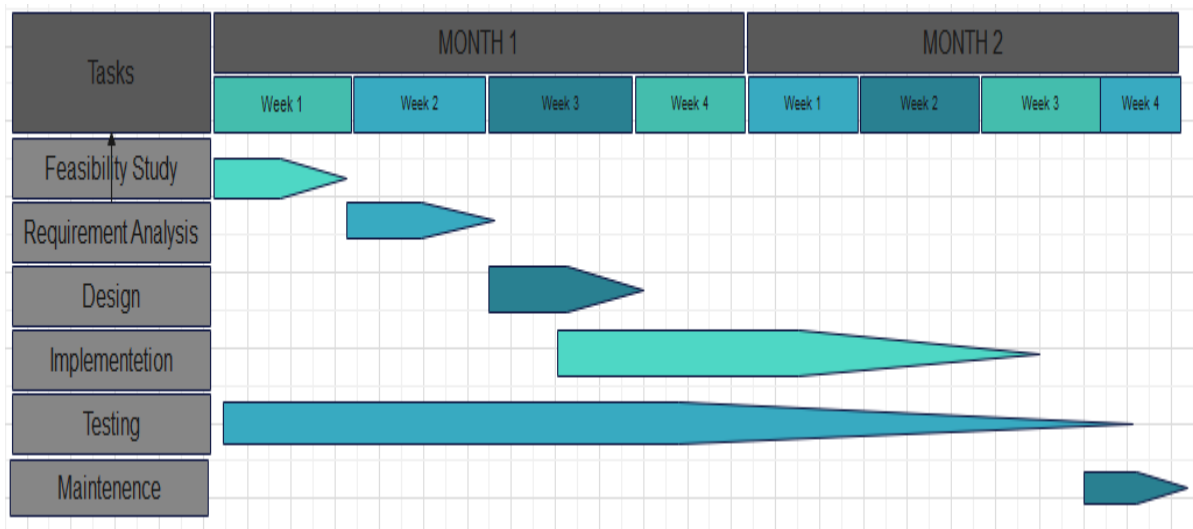 Tasks
MONTH 1
MONTH 2
Week 1
Week 2
Week 3
Week 4
Week 1
Week 2
Week 3
Week 4
Feasibility Study
Requirement Analysis
Design
Implementetion
Testing
Maintenence